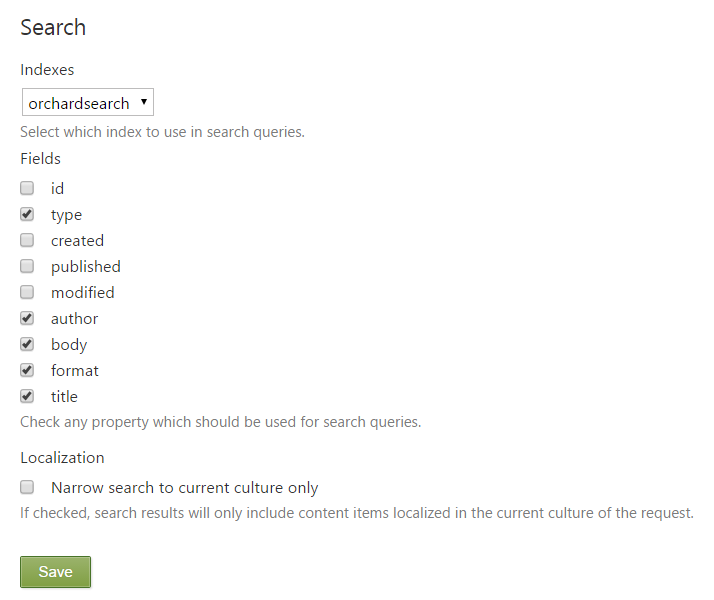 Search
Indexes
orchardsearch
Select which index to use in search queries.
Fields
id
type
created
published
modified
author
body
format
title
Check any property which should be used for search queries.
Localization
Narrow search to current culture only
If checked, search results will only include content items localized in the current culture of the request.
Save